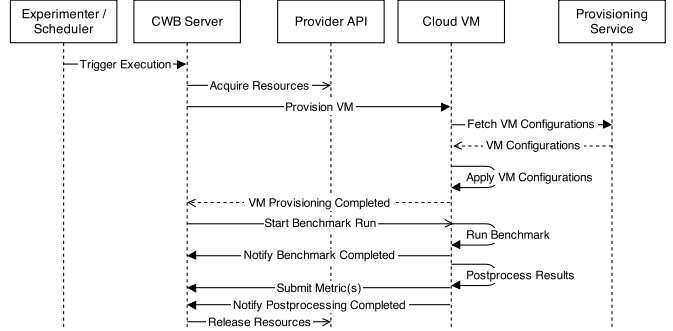 Experimenter /
Scheduler
CWB Server
Provider API
Cloud VM
Provisioning
Service
Trigger Execution
Acquire Resources
Provision VM
Fetch VM Configurations
VM Configurations
Apply VM Configurations
VM Provisioning Completed
Start Benchmark Run
Run Benchmark
Notify Benchmark Completed
Postprocess Results
Submit Metric(s)
Notify Postprocessing Completed
Release Resources